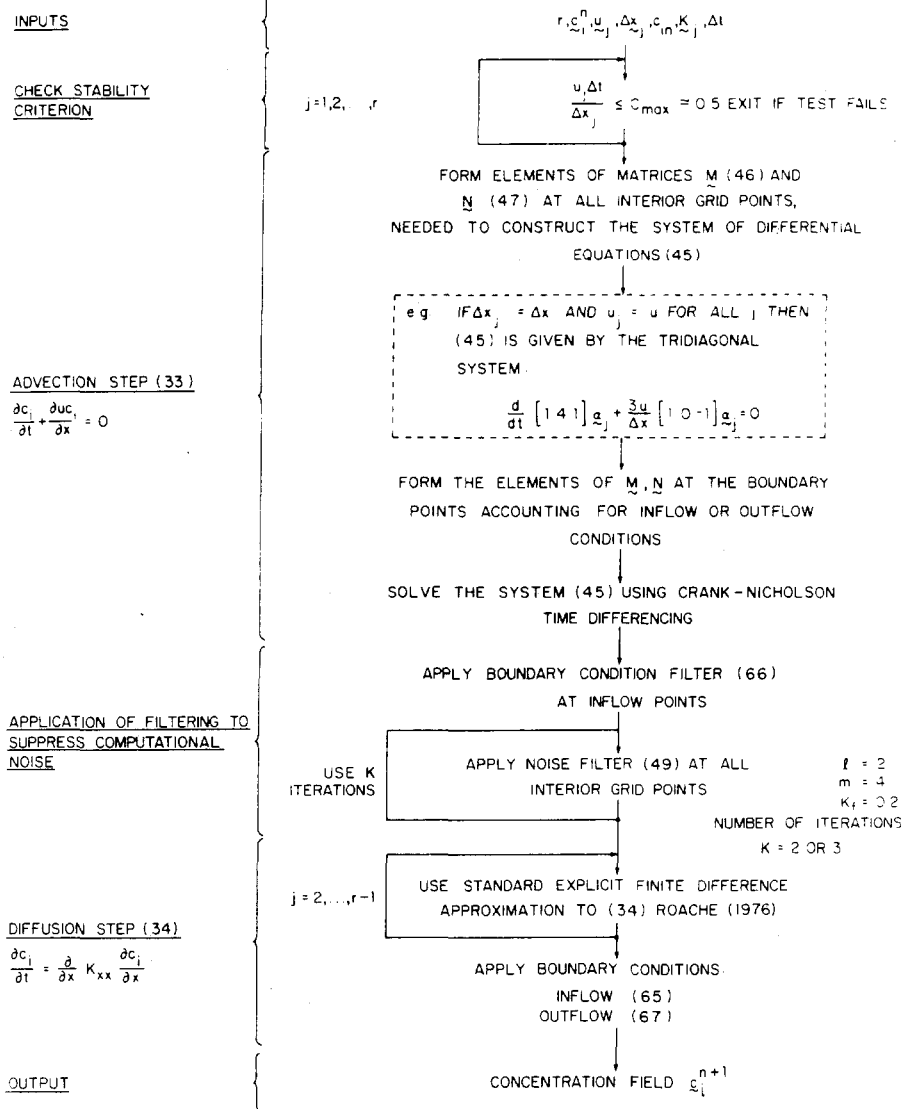 INPUTS
r, c_i^n, u_j, Δx_j, c_in, K_j, Δt
CHECK STABILITY
CRITERION
j=1,2,...,r
u_jΔt / Δx_j ≤ C_max ≃ 0.5 EXIT IF TEST FAILS
FORM ELEMENTS OF MATRICES M (46) AND
N (47) AT ALL INTERIOR GRID POINTS,
NEEDED TO CONSTRUCT THE SYSTEM OF DIFFERENTIAL
EQUATIONS (45)
e.g. IF Δx_j = Δx AND u_j = u FOR ALL j THEN
(45) IS GIVEN BY THE TRIDIAGONAL
SYSTEM.
d/dt [1 4 1] a_j + 3u/Δx [1 0 -1] a_j = 0
ADVECTION STEP (33)
∂c_i/∂t + ∂uc_i/∂x = 0
FORM THE ELEMENTS OF M, N AT THE BOUNDARY
POINTS ACCOUNTING FOR INFLOW OR OUTFLOW
CONDITIONS
SOLVE THE SYSTEM (45) USING CRANK-NICHOLSON
TIME DIFFERENCING
APPLY BOUNDARY CONDITION FILTER (66)
AT INFLOW POINTS
APPLICATION OF FILTERING TO
SUPPRESS COMPUTATIONAL
NOISE
USE K
ITERATIONS
APPLY NOISE FILTER (49) AT ALL
INTERIOR GRID POINTS
ℓ = 2
m = 4
K_f = 0.2
NUMBER OF ITERATIONS
K = 2 OR 3
j = 2,...,r-1
USE STANDARD EXPLICIT FINITE DIFFERENCE
APPROXIMATION TO (34) ROACHE (1976)
DIFFUSION STEP (34)
∂c_i/∂t = ∂/∂x K_xx ∂c_i/∂x
APPLY BOUNDARY CONDITIONS.
INFLOW (65)
OUTFLOW (67)
OUTPUT
CONCENTRATION FIELD c_i^n+1